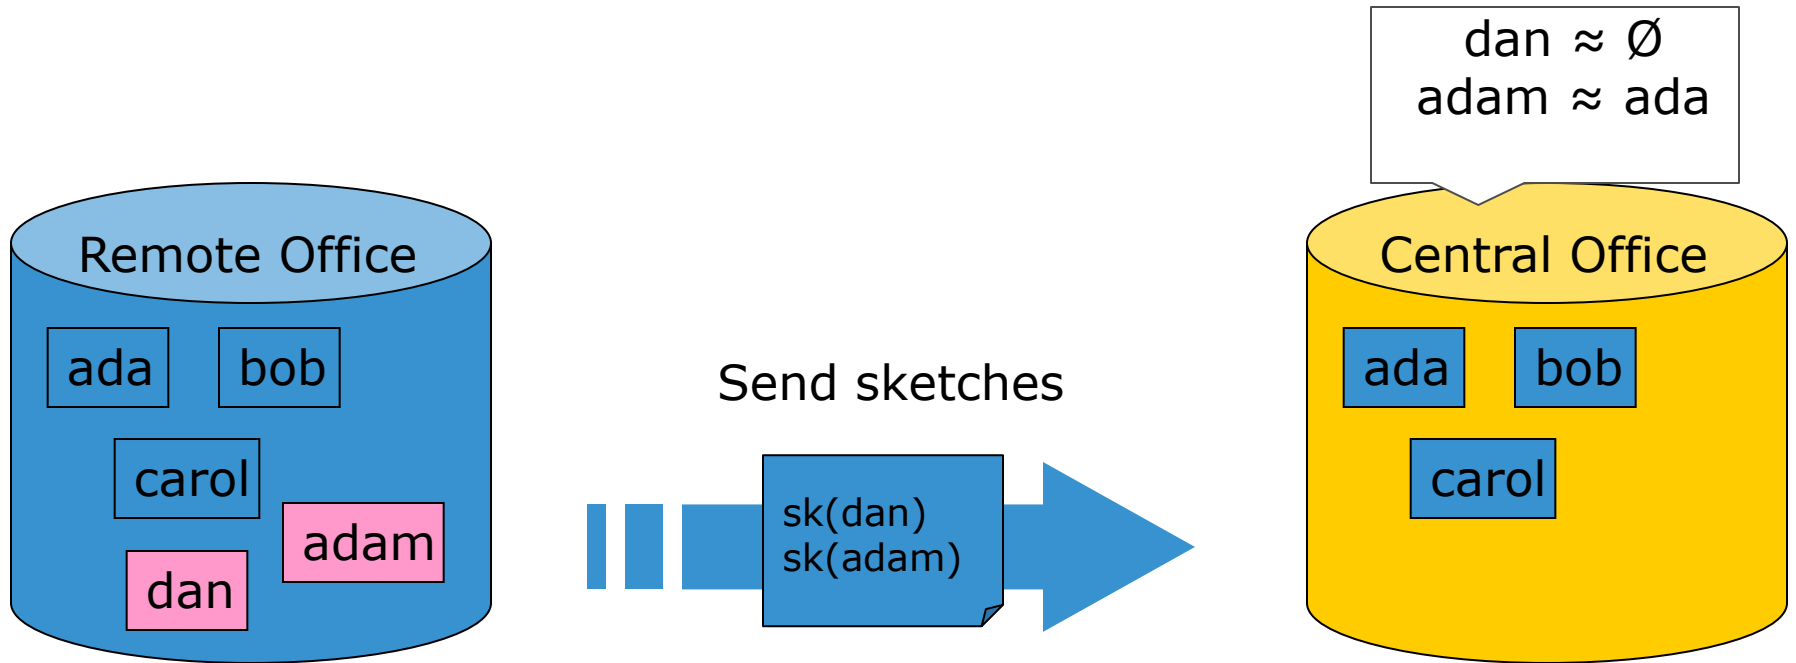 dan ≈ Ø
adam ≈ ada
Remote Office
Central Office
ada
bob
carol
adam
dan
Send sketches
sk(dan)
sk(adam)
ada
bob
carol